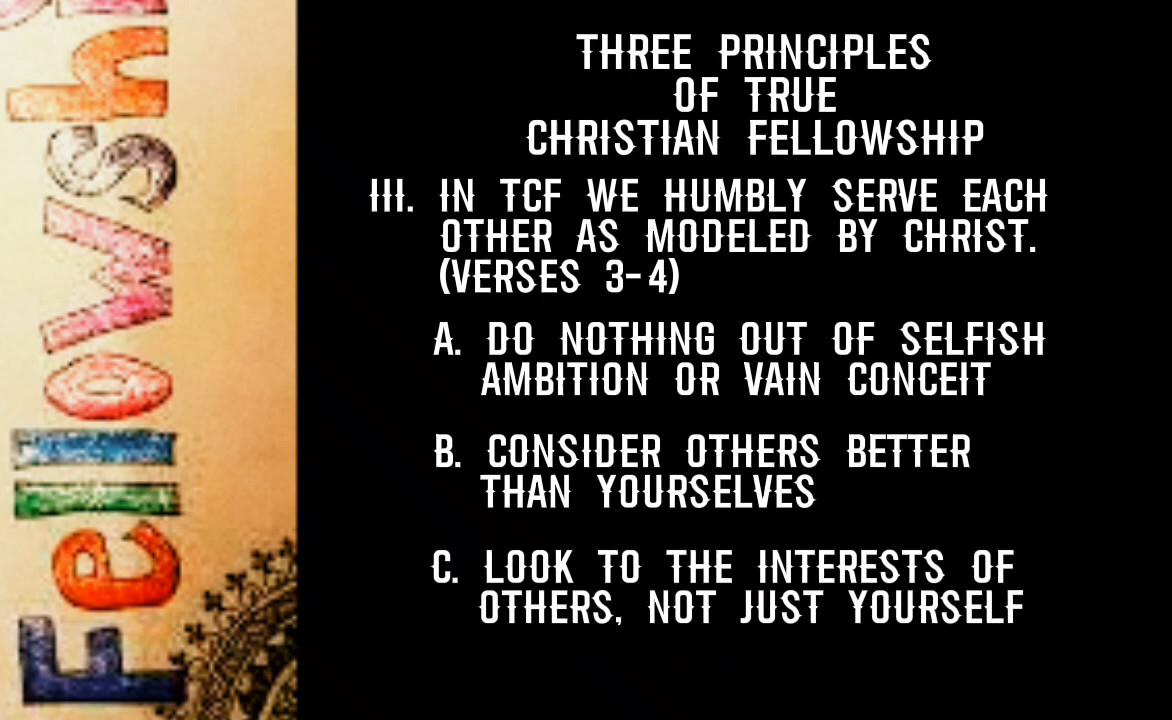 Fellowshi
THREE PRINCIPLES
OF TRUE
CHRISTIAN FELLOWSHIP
III. IN TCF WE HUMBLY SERVE EACH
OTHER AS MODELED BY CHRIST.
(VERSES 3-4)
A. DO NOTHING OUT OF SELFISH
AMBITION OR VAIN CONCEIT
B. CONSIDER OTHERS BETTER
THAN YOURSELVES
C. LOOK TO THE INTERESTS OF
OTHERS, NOT JUST YOURSELF